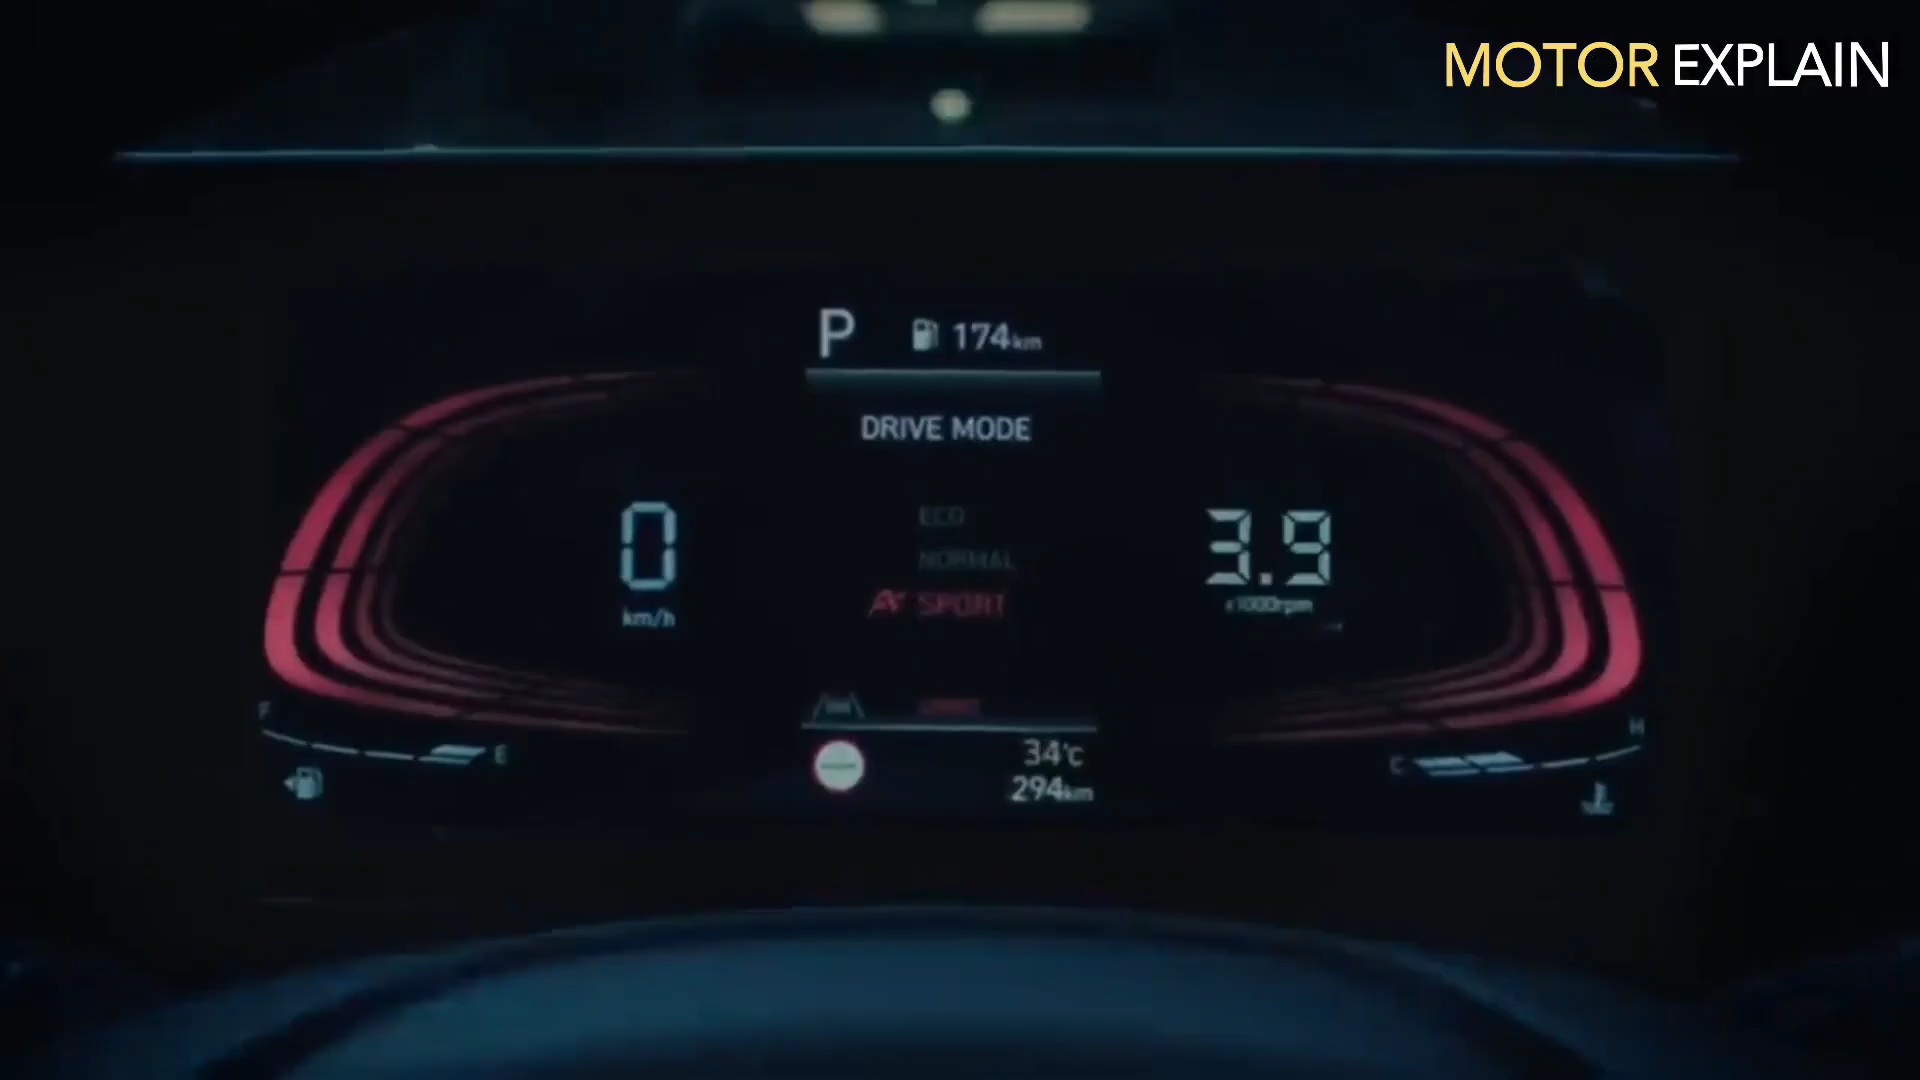 MOTOR EXPLAIN
P 174km
DRIVE MODE
ECO
NORMAL
SPORT
0
km/h
3.9
x1000rpm
F
E
C
H
34°C
294km